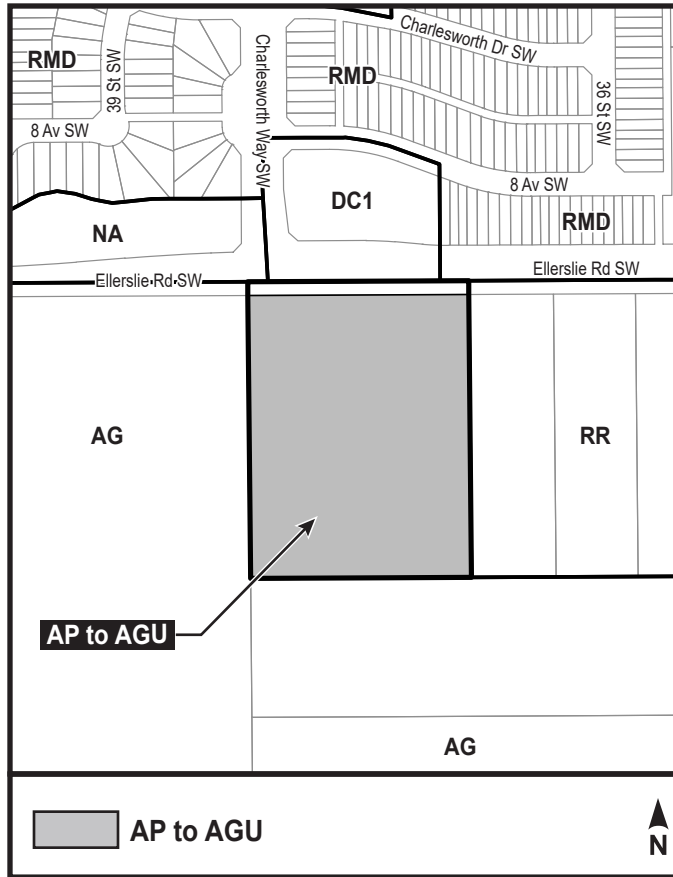 Charlesworth Dr SW
RMD
39 St SW
Charlesworth Way SW
RMD
36 St SW
8 Av SW
8 Av SW
DC1
RMD
NA
Ellerslie Rd SW
Ellerslie Rd SW
AG
RR
AP to AGU
AG
AP to AGU
N